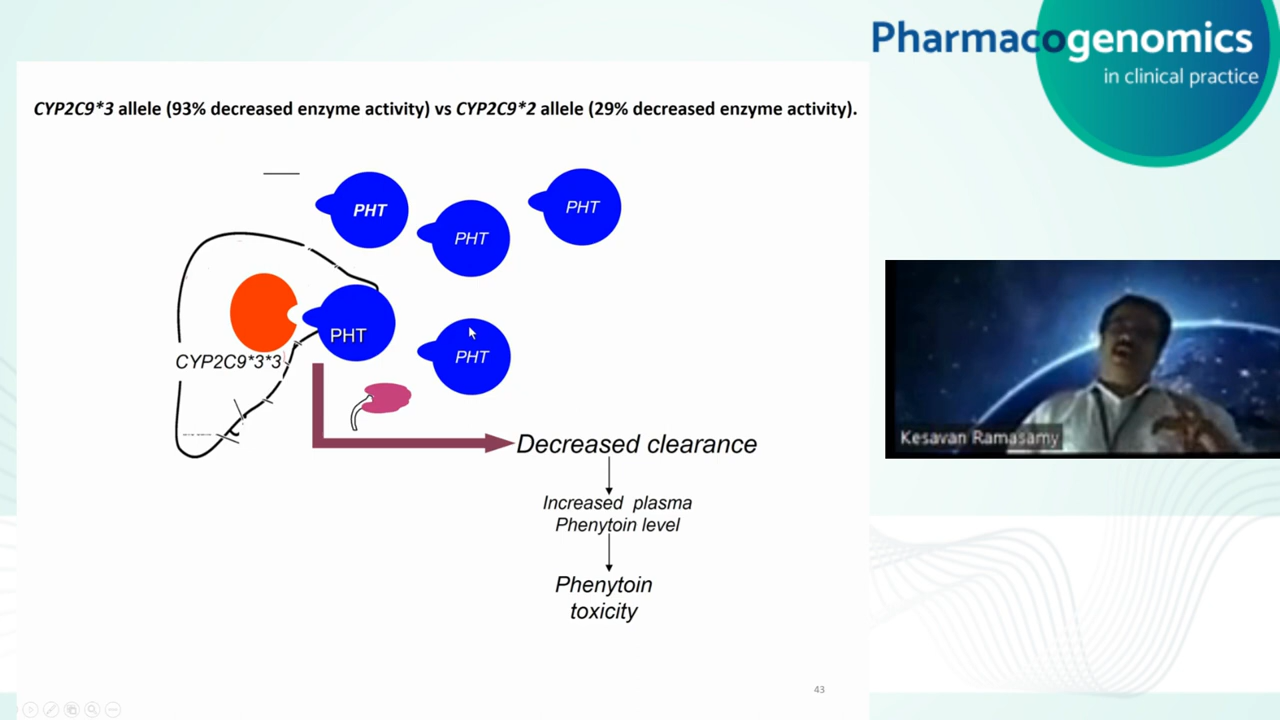 Pharmacogenomics
in clinical practice
CYP2C9*3 allele (93% decreased enzyme activity) vs CYP2C9*2 allele (29% decreased enzyme activity).
PHT
PHT
PHT
PHT
CYP2C9*3*3
PHT
Decreased clearance
Increased plasma
Phenytoin level
Phenytoin
toxicity
Kesavan Ramasamy
43